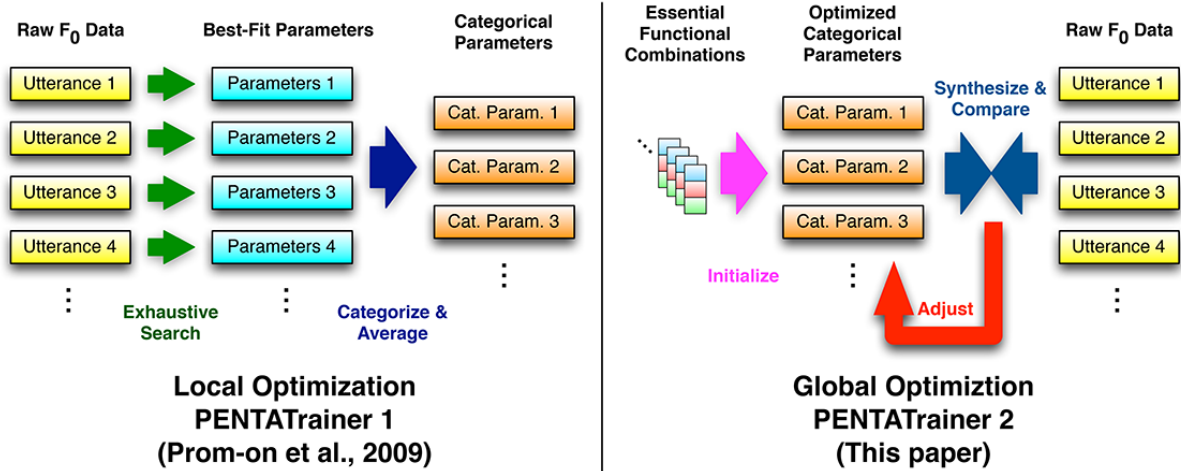 Raw F0 Data
Best-Fit Parameters
Categorical
Parameters
Utterance 1
Parameters 1
Utterance 2
Parameters 2
Utterance 3
Parameters 3
Utterance 4
Parameters 4
Cat. Param. 1
Cat. Param. 2
Cat. Param. 3
Exhaustive
Search
Categorize &
Average
Local Optimization
PENTATrainer 1
(Prom-on et al., 2009)
Essential
Functional
Combinations
Optimized
Categorical
Parameters
Raw F0 Data
Cat. Param. 1
Cat. Param. 2
Cat. Param. 3
Synthesize &
Compare
Utterance 1
Utterance 2
Utterance 3
Utterance 4
Initialize
Adjust
Global Optimiztion
PENTATrainer 2
(This paper)